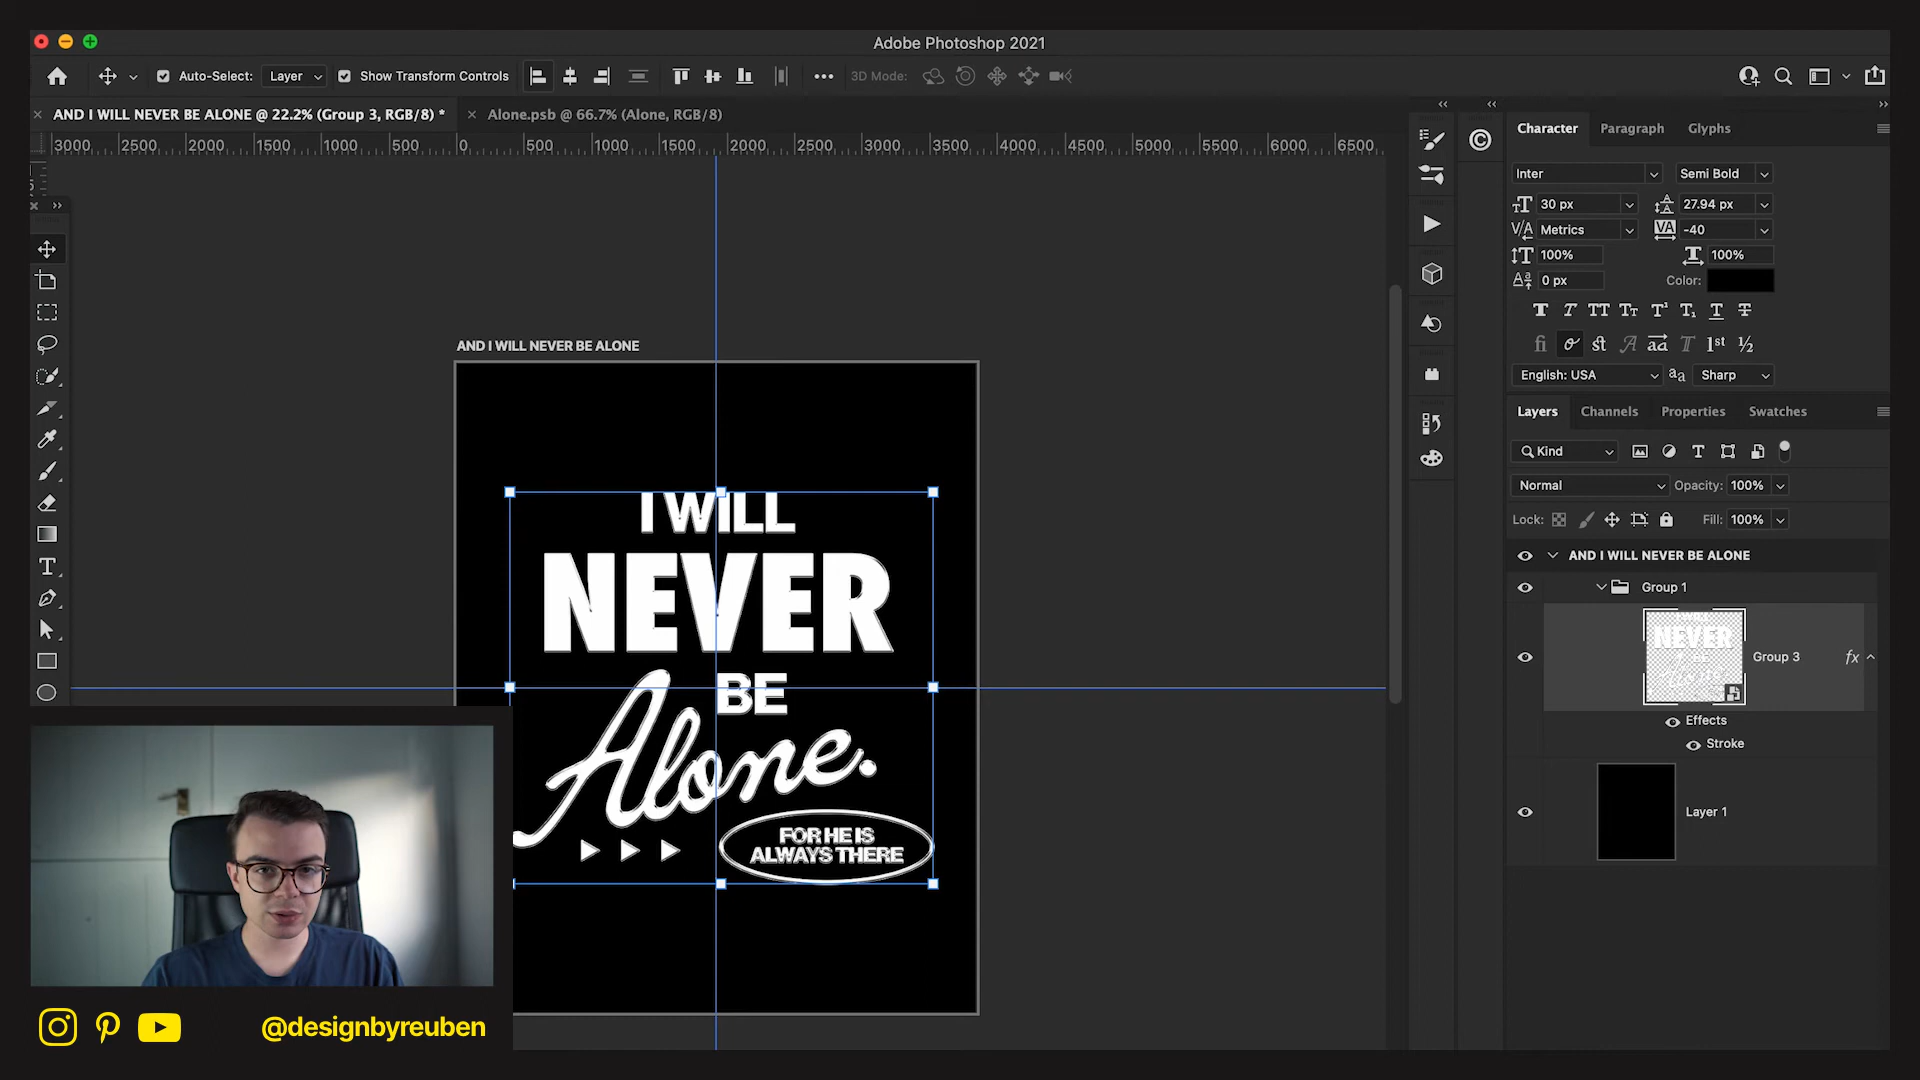 Adobe Photoshop 2021
Auto-Select: Layer Show Transform Controls 3D Mode:
AND I WILL NEVER BE ALONE @ 22.2% (Group 3, RGB/8) * Alone.psb @ 66.7% (Alone, RGB/8)
3000 2500 2000 1500 1000 500 0 500 1000 1500 2000 2500 3000 3500 4000 4500 5000 5500 6000 6500
5
AND I WILL NEVER BE ALONE
I WILL
NEVER
BE
Alone.
FOR HE IS
ALWAYS THERE
@designbyreuben
Character Paragraph Glyphs
Inter Semi Bold
30 px 27.94 px
Metrics -40
100% 100%
0 px Color:
English: USA Sharp
Layers Channels Properties Swatches
Kind
Normal Opacity: 100%
Lock: Fill: 100%
AND I WILL NEVER BE ALONE
Group 1
Group 3 fx
Effects
Stroke
Layer 1